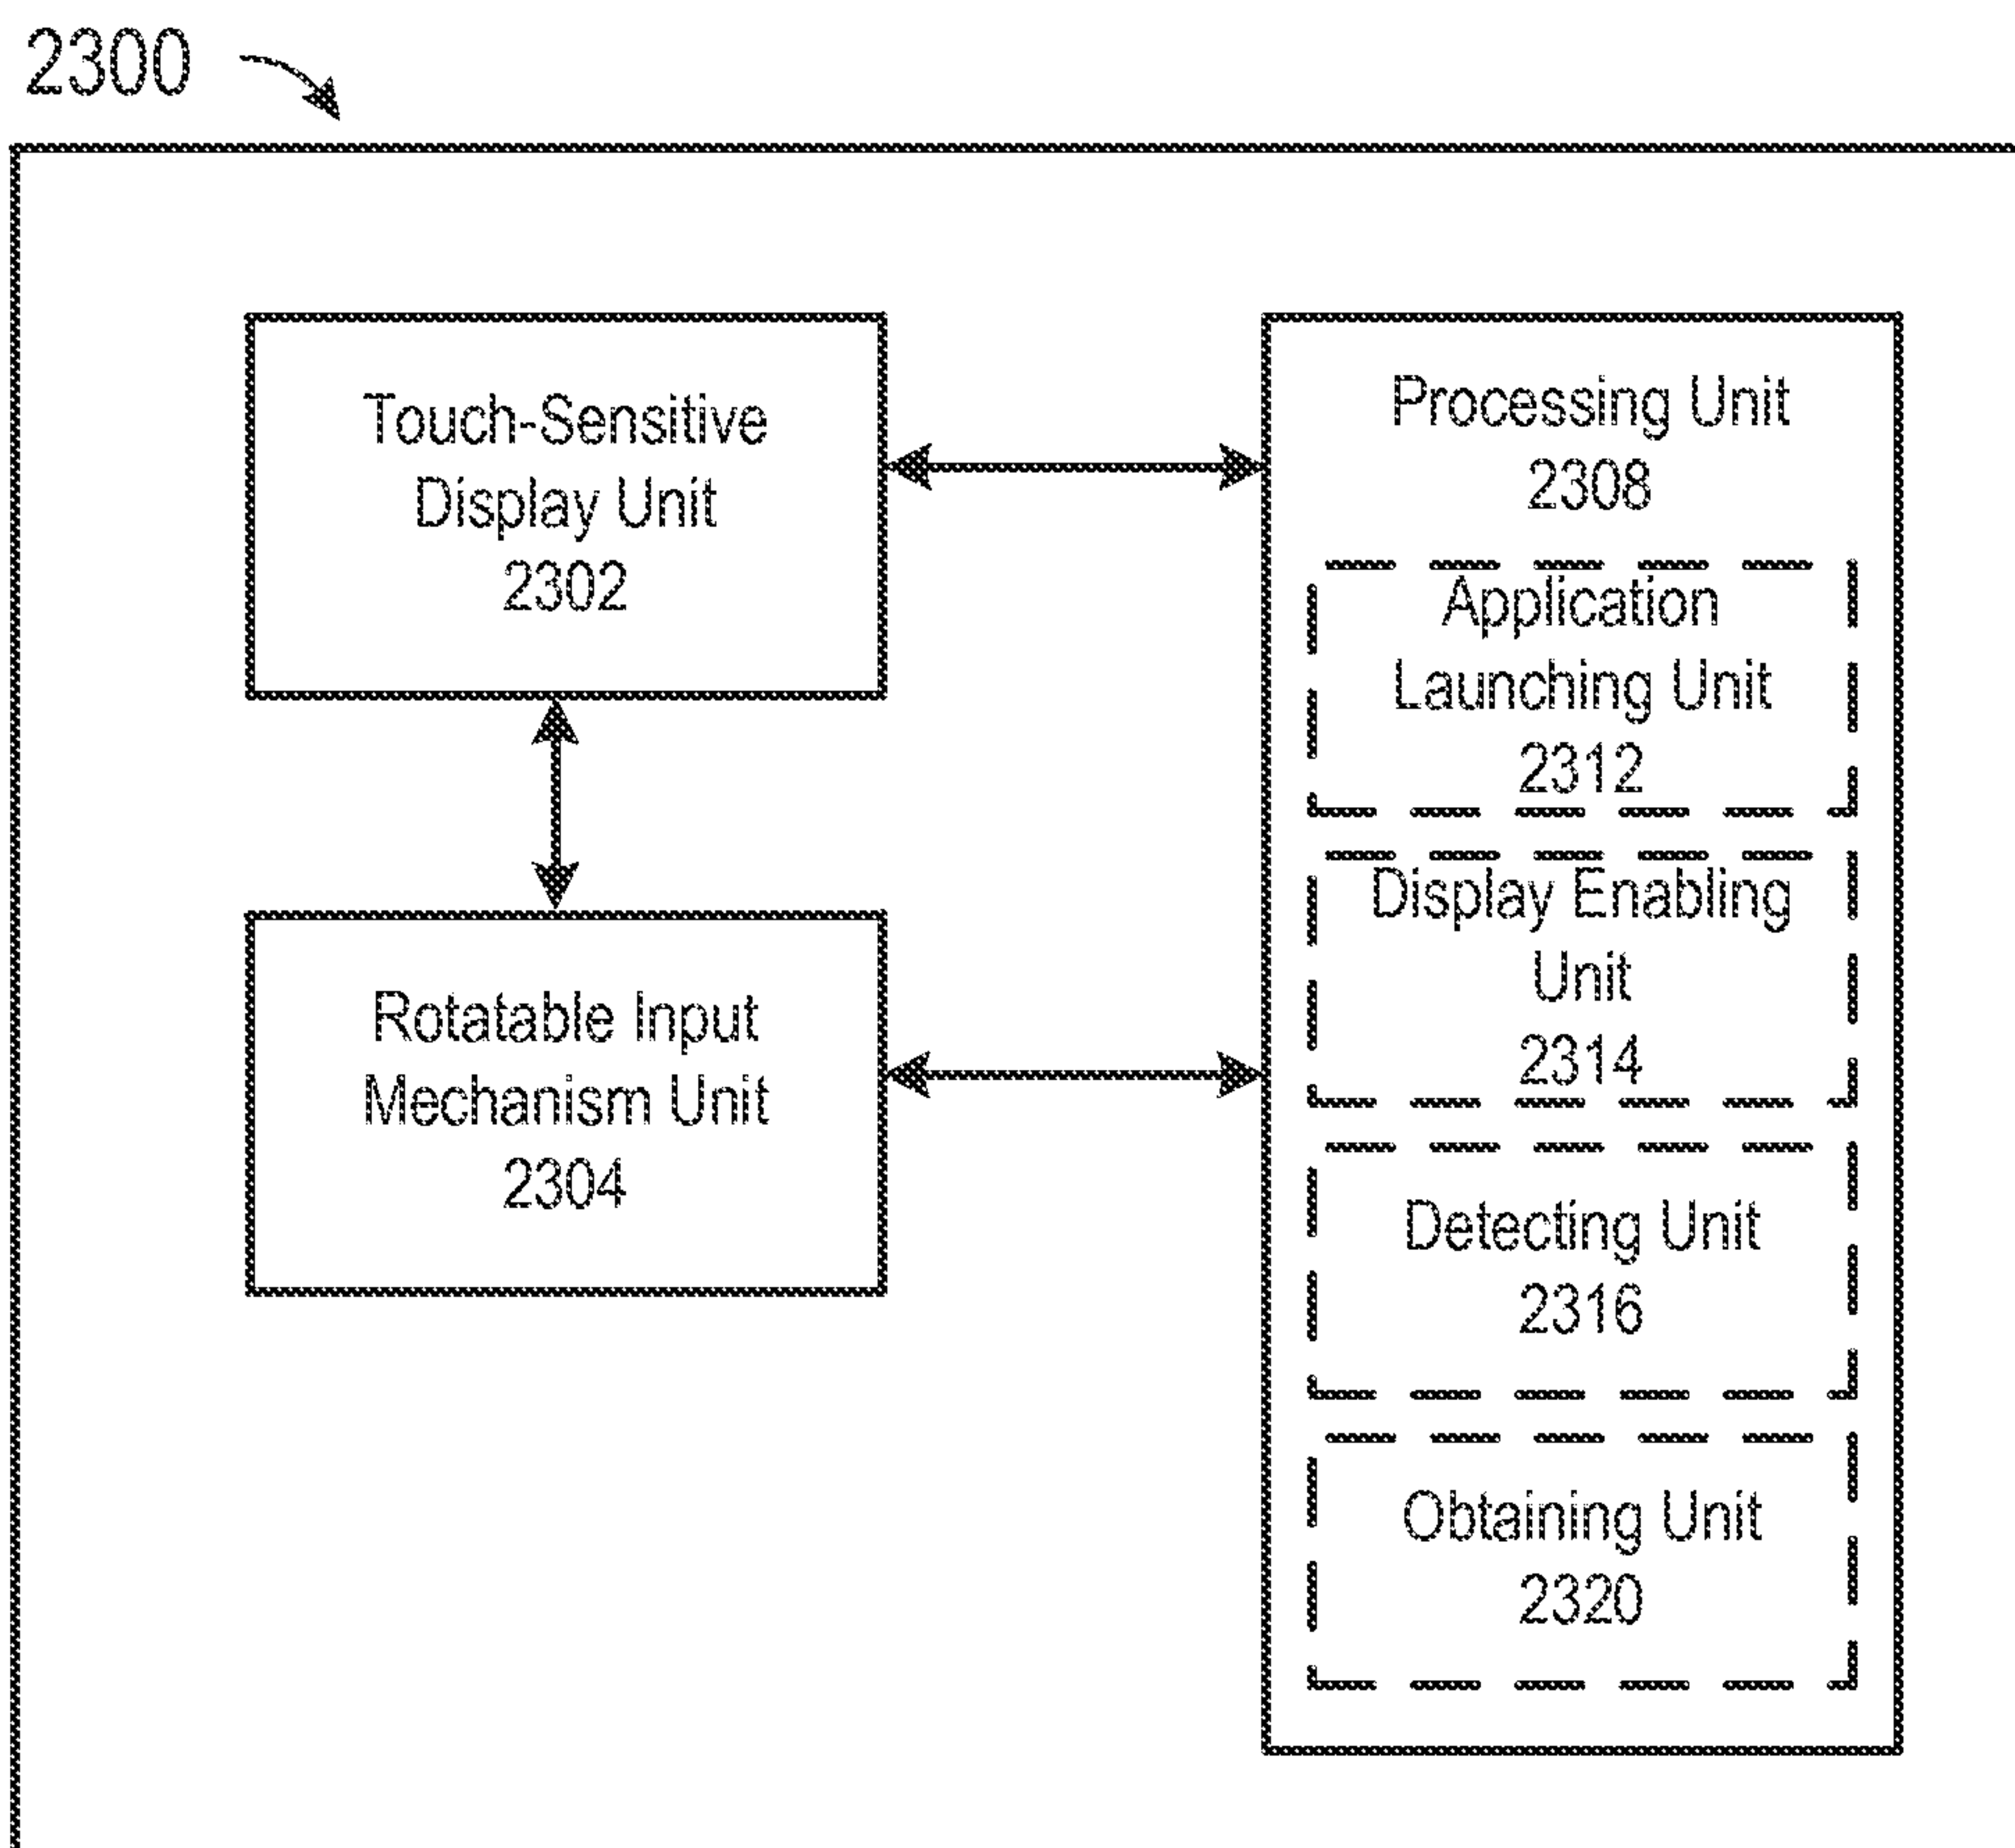 2300
Touch-Sensitive
Display Unit
2302
Rotatable Input
Mechanism Unit
2304
Processing Unit
2308
Application
Launching Unit
2312
Display Enabling
Unit
2314
Detecting Unit
2316
Obtaining Unit
2320